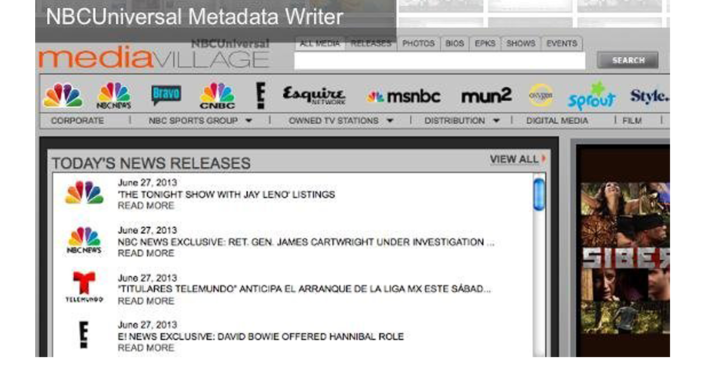 NBCUniversal Metadata Writer
NBCUniversal
mediaVILLAGE
ALL MEDIA RELEASES PHOTOS BIOS EPKS SHOWS EVENTS
SEARCH
NBCNEWS Bravo CNBC E! Esquire NETWORK msnbc mun2 oxygen sprout Style.
CORPORATE | NBC SPORTS GROUP | OWNED TV STATIONS | DISTRIBUTION | DIGITAL MEDIA | FILM |
TODAY'S NEWS RELEASES
VIEW ALL
June 27, 2013
'THE TONIGHT SHOW WITH JAY LENO' LISTINGS
READ MORE
NBCNEWS
June 27, 2013
NBC NEWS EXCLUSIVE: RET. GEN. JAMES CARTWRIGHT UNDER INVESTIGATION ...
READ MORE
TELEMUNDO
June 27, 2013
"TITULARES TELEMUNDO" ANTICIPA EL ARRANQUE DE LA LIGA MX ESTE SÁBAD...
READ MORE
E!
June 27, 2013
E! NEWS EXCLUSIVE: DAVID BOWIE OFFERED HANNIBAL ROLE
READ MORE
SIBER